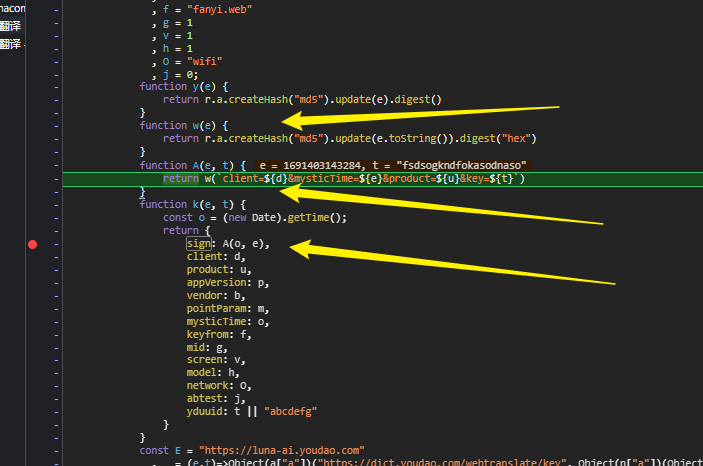 nacom
翻译
翻译 -
, f = "fanyi.web"
, g = 1
, v = 1
, h = 1
, O = "wifi"
, j = 0;
function y(e) {
return r.a.createHash("md5").update(e).digest()
}
function w(e) {
return r.a.createHash("md5").update(e.toString()).digest("hex")
}
function A(e, t) { e = 1691403143284, t = "fsdsogkndfokasodnaso"
return w(`client=${d}&mysticTime=${e}&product=${u}&key=${t}`)
}
function k(e, t) {
const o = (new Date).getTime();
return {
sign: A(o, e),
client: d,
product: u,
appVersion: p,
vendor: b,
pointParam: m,
mysticTime: o,
keyfrom: f,
mid: g,
screen: v,
model: h,
network: O,
abtest: j,
yduuid: t || "abcdefg"
}
}
const E = "https://luna-ai.youdao.com"
= (e,t)=>Object(a["a"])("https://dict.youdao.com/webtranslate/key", Object(n["a"])(Object